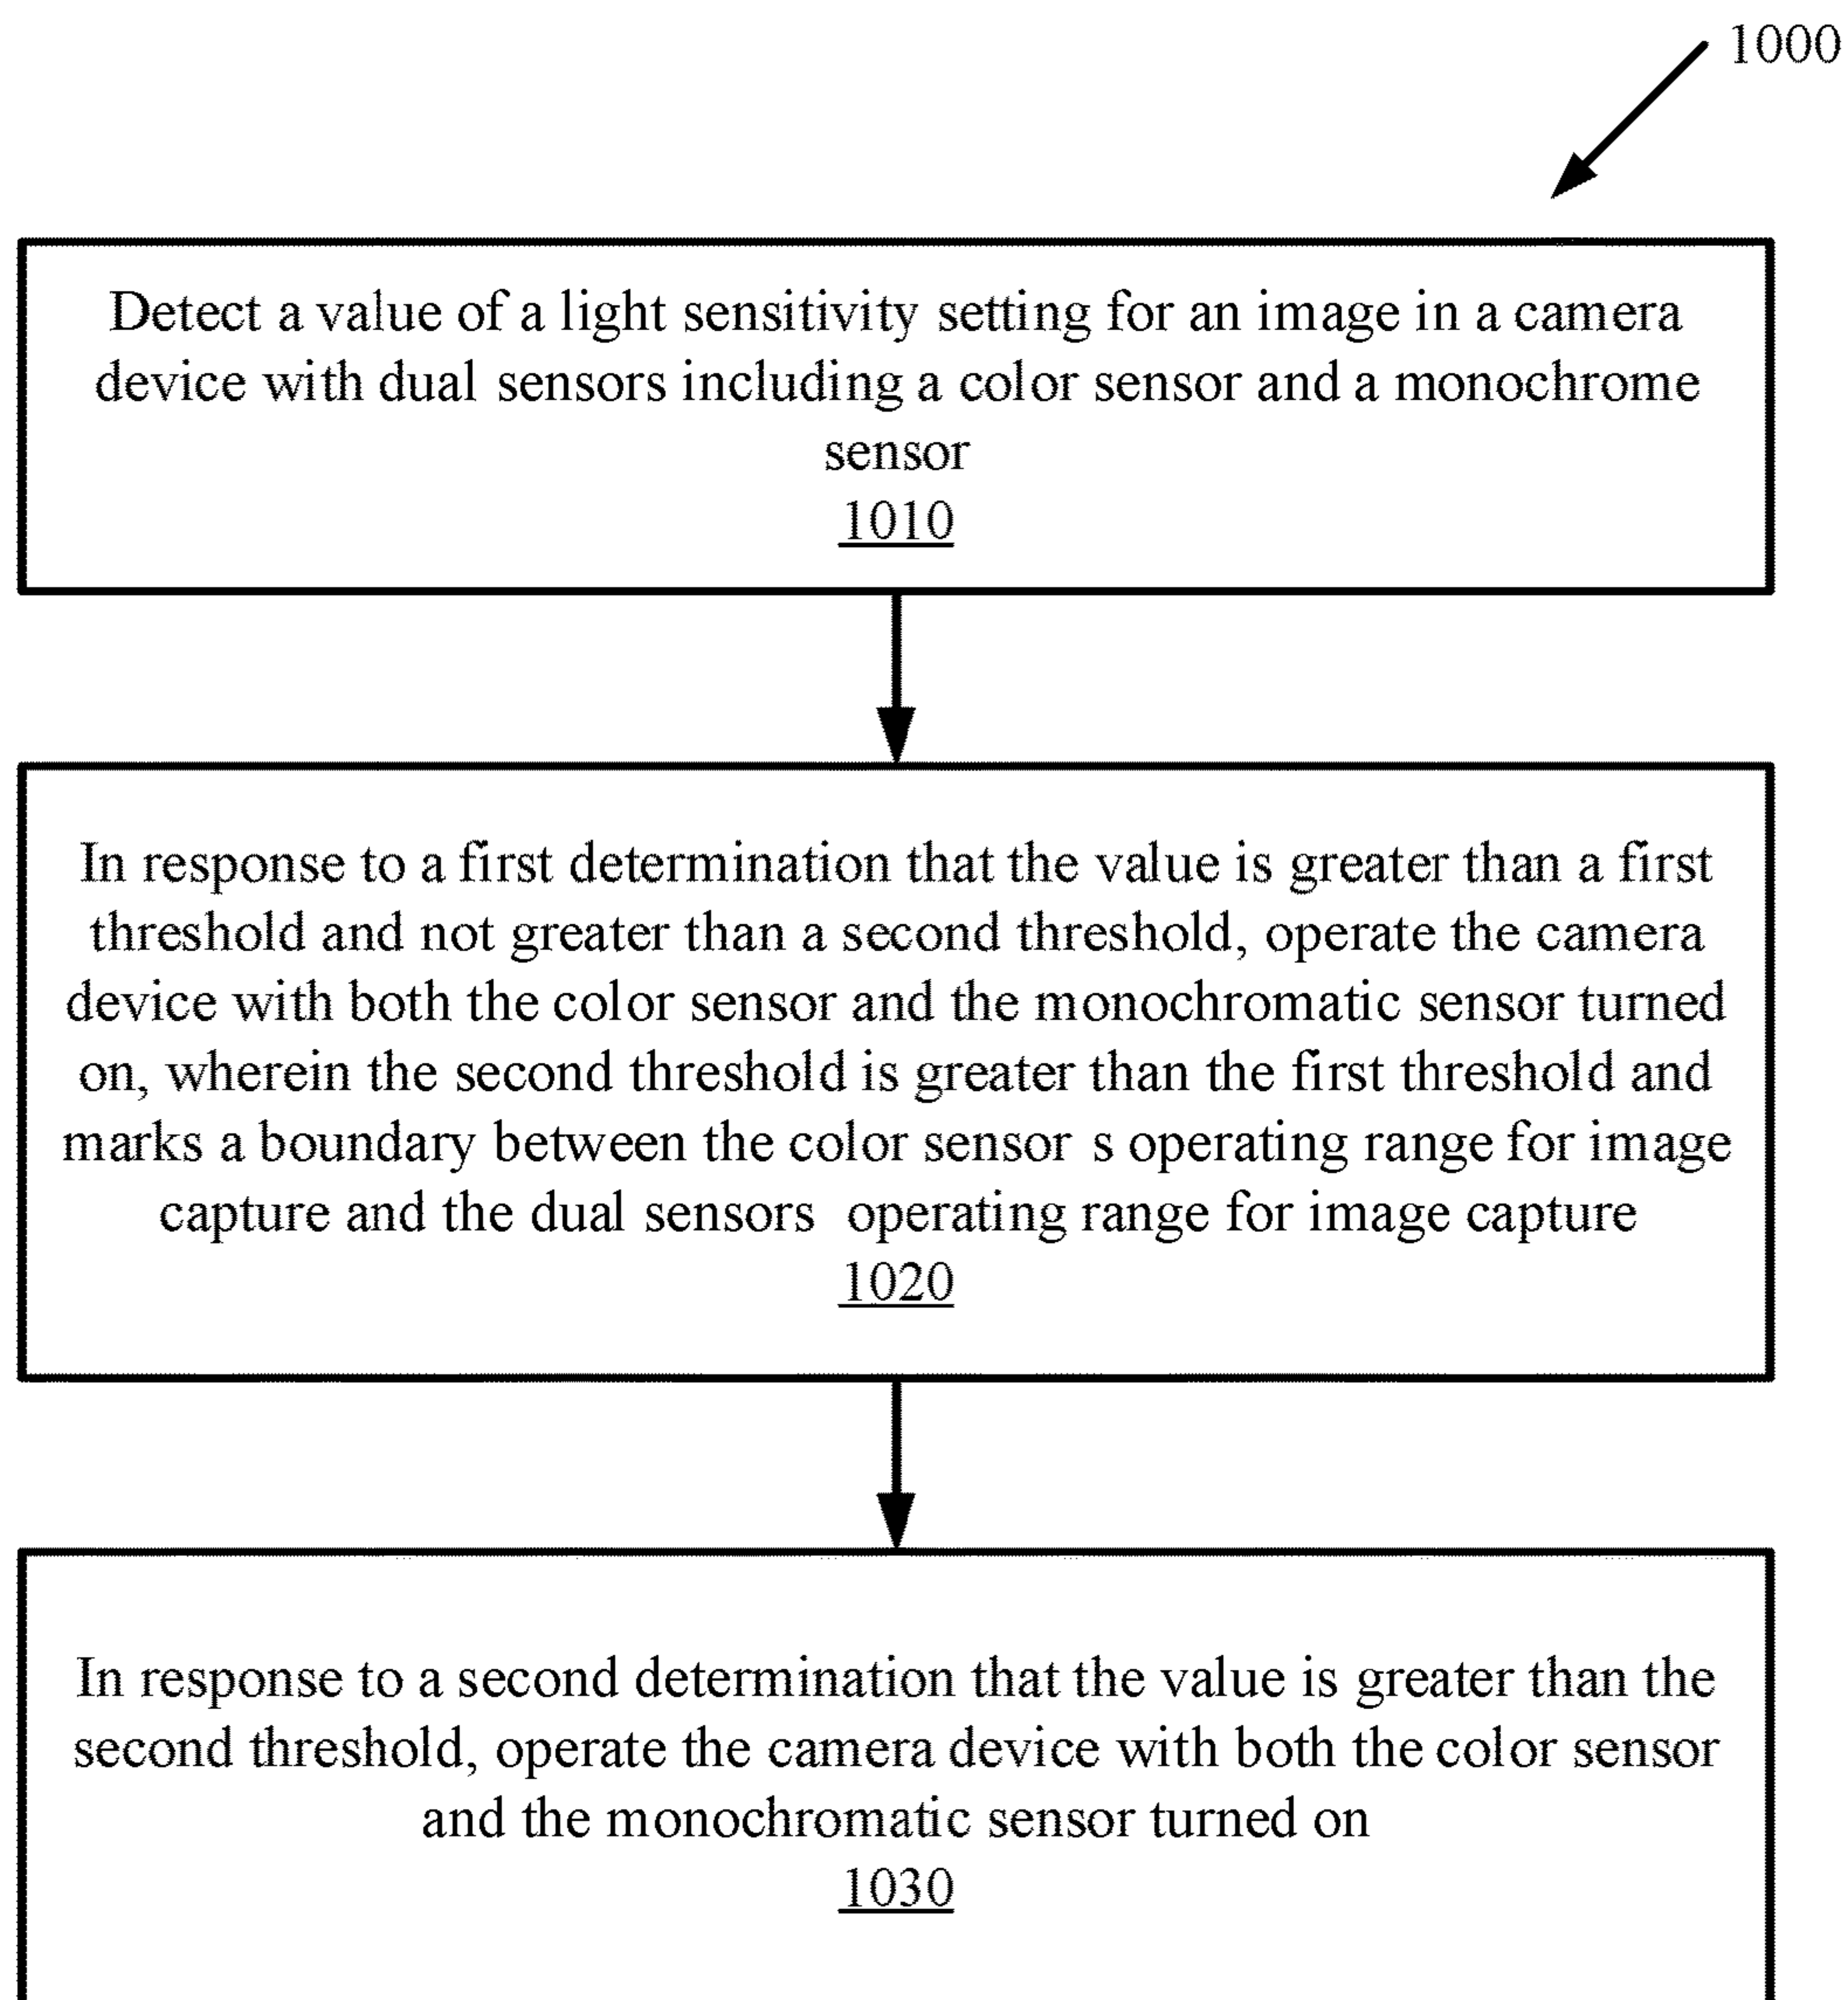 1000
Detect a value of a light sensitivity setting for an image in a camera
device with dual sensors including a color sensor and a monochrome
sensor
1010
In response to a first determination that the value is greater than a first
threshold and not greater than a second threshold, operate the camera
device with both the color sensor and the monochromatic sensor turned
on, wherein the second threshold is greater than the first threshold and
marks a boundary between the color sensor s operating range for image
capture and the dual sensors operating range for image capture
1020
In response to a second determination that the value is greater than the
second threshold, operate the camera device with both the color sensor
and the monochromatic sensor turned on
1030